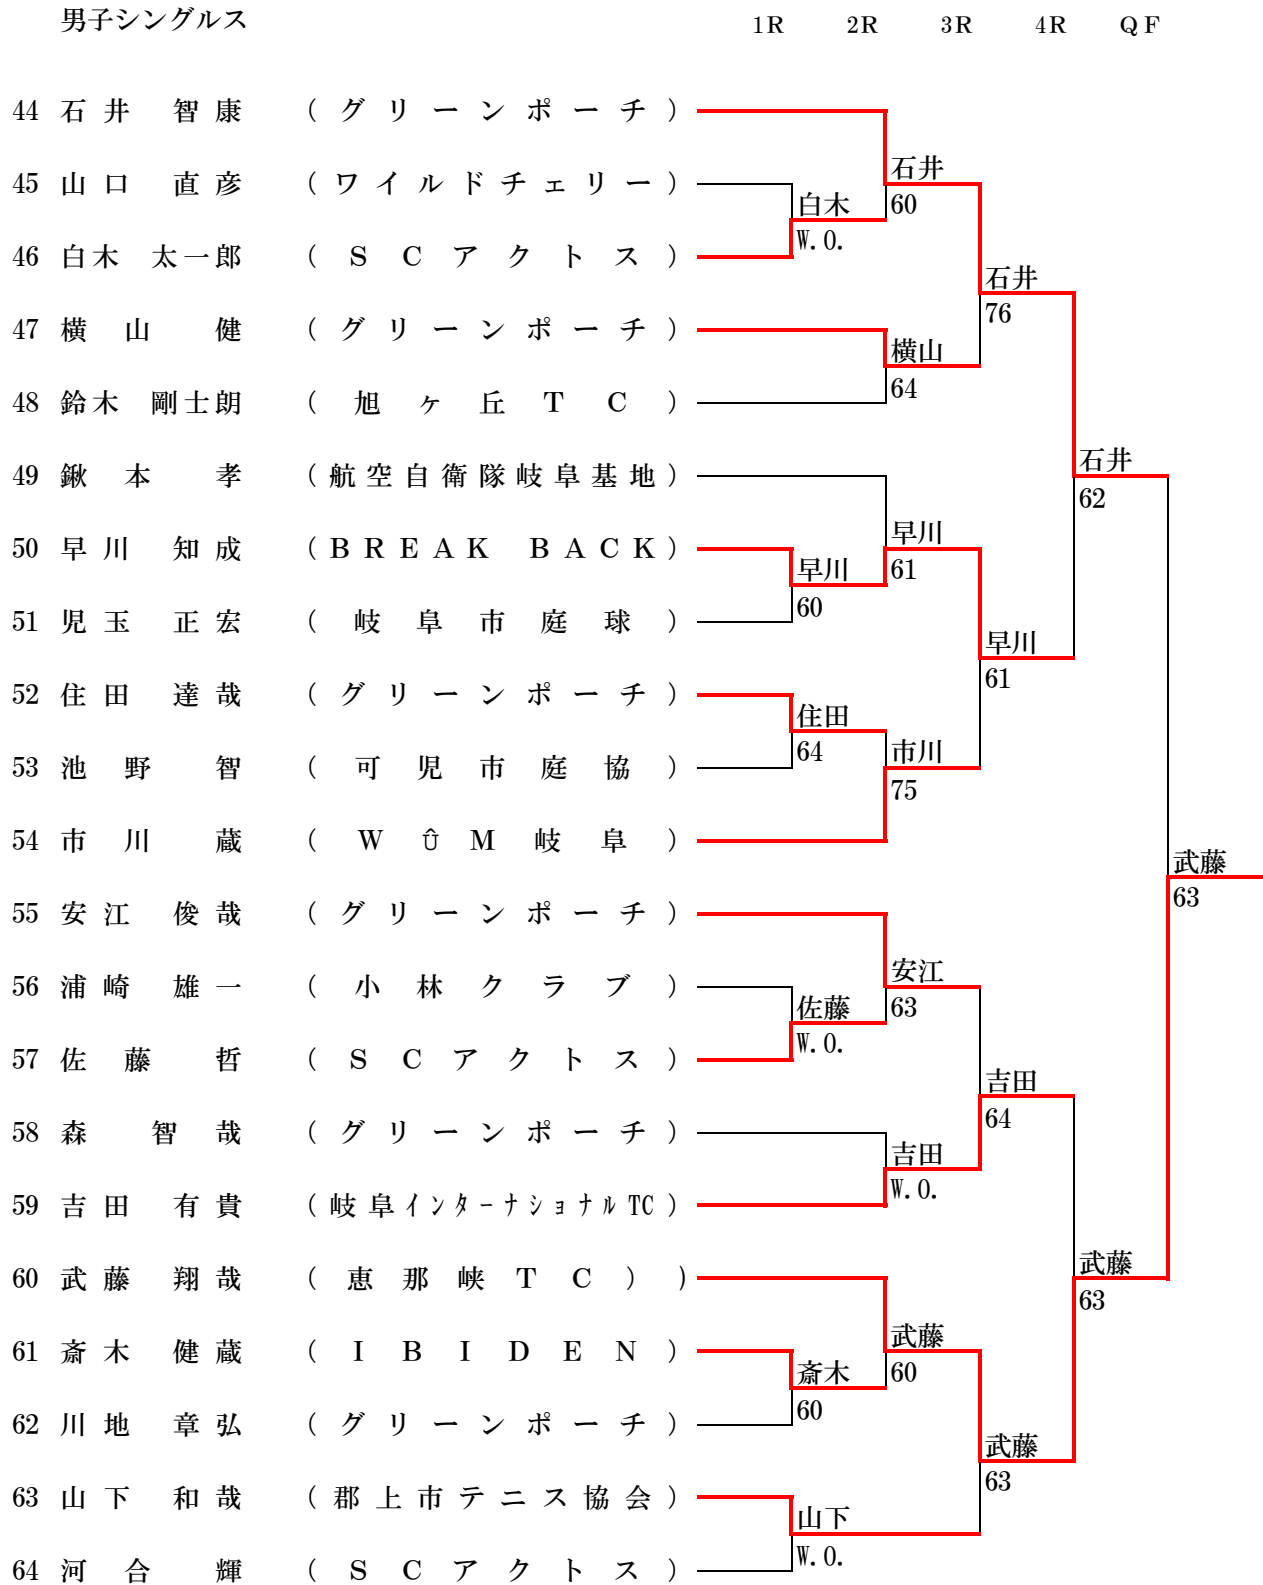 男子シングルス 1R 2R 3R 4R QF
44 石井 智康 (グリーンポーチ)
石井
45 山口 直彦 (ワイルドチェリー)
白木 60
W.O.
46 白木 太一郎 (SCアクトス)
石井
76
47 横山 健 (グリーンポーチ)
横山
64
48 鈴木 剛士朗 (旭ヶ丘TC)
石井
49 鍬本 孝 (航空自衛隊岐阜基地)
62
早川
50 早川 知成 (BREAK BACK)
早川 61
60
51 児玉 正宏 (岐阜市庭球)
早川
61
52 住田 達哉 (グリーンポーチ)
住田
64 市川
53 池野 智 (可児市庭協)
75
54 市川 蔵 (WÛM岐阜)
武藤
63
55 安江 俊哉 (グリーンポーチ)
安江
56 浦崎 雄一 (小林クラブ)
佐藤 63
W.O.
57 佐藤 哲 (SCアクトス)
吉田
64
58 森 智哉 (グリーンポーチ)
吉田
W.O.
59 吉田 有貴 (岐阜インターナショナルTC)
武藤
60 武藤 翔哉 (恵那峡TC))
63
武藤
61 斎木 健蔵 (IBIDEN)
斎木 60
60
62 川地 章弘 (グリーンポーチ)
武藤
63
63 山下 和哉 (郡上市テニス協会)
山下
W.O.
64 河合 輝 (SCアクトス)